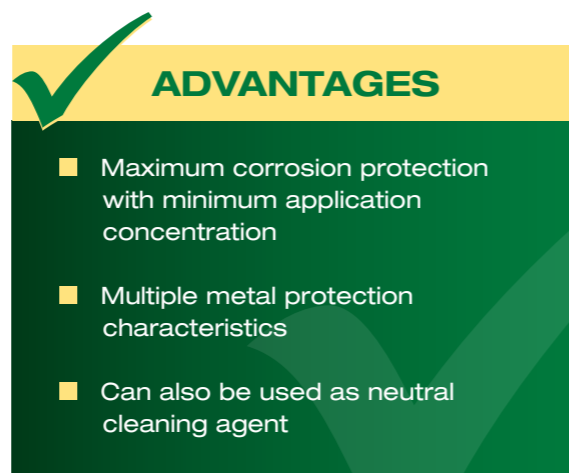 ADVANTAGES
Maximum corrosion protection
with minimum application
concentration
Multiple metal protection
characteristics
Can also be used as neutral
cleaning agent